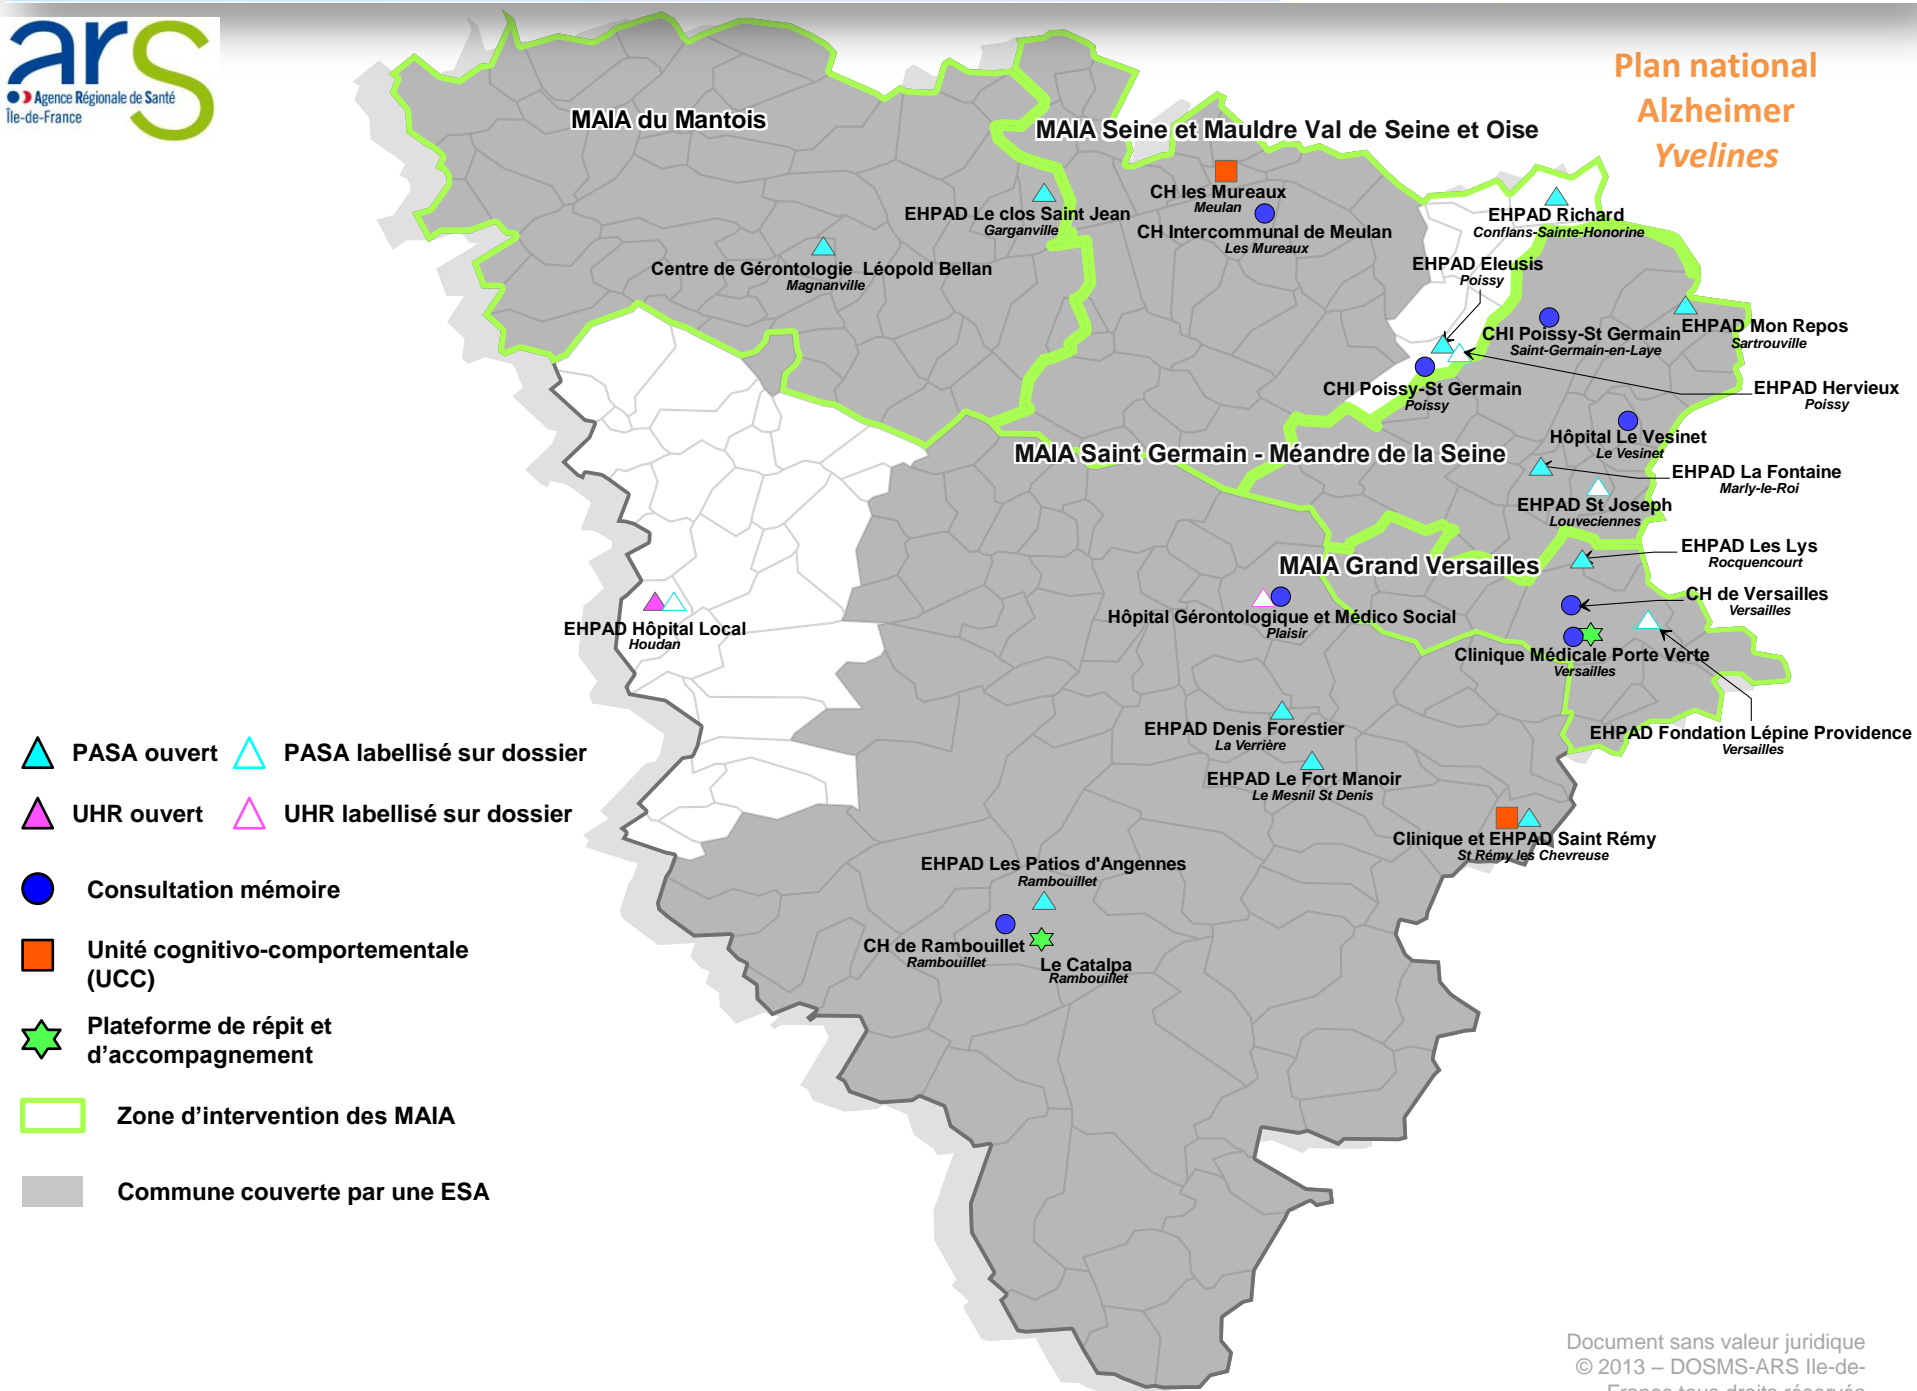 ars
Agence Régionale de Santé
Île-de-France
Plan national
Alzheimer
Yvelines
MAIA du Mantois
MAIA Seine et Mauldre Val de Seine et Oise
CH les Mureaux
Meulan
EHPAD Le clos Saint Jean
Garganville
CH Intercommunal de Meulan
Les Mureaux
EHPAD Richard
Conflans-Sainte-Honorine
Centre de Gérontologie Léopold Bellan
Magnanville
EHPAD Eleusis
Poissy
CHI Poissy-St Germain
Saint-Germain-en-Laye
EHPAD Mon Repos
Sartrouville
CHI Poissy-St Germain
Poissy
EHPAD Hervieux
Poissy
Hôpital Le Vesinet
Le Vesinet
MAIA Saint Germain - Méandre de la Seine
EHPAD La Fontaine
Marly-le-Roi
EHPAD St Joseph
Louveciennes
EHPAD Les Lys
Rocquencourt
MAIA Grand Versailles
CH de Versailles
Versailles
Hôpital Gérontologique et Médico Social
Plaisir
EHPAD Hôpital Local
Houdan
Clinique Médicale Porte Verte
Versailles
EHPAD Denis Forestier
La Verrière
EHPAD Fondation Lépine Providence
Versailles
EHPAD Le Fort Manoir
Le Mesnil St Denis
Clinique et EHPAD Saint Rémy
St Rémy les Chevreuse
EHPAD Les Patios d'Angennes
Rambouillet
CH de Rambouillet
Rambouillet
Le Catalpa
Rambouillet
PASA ouvert
PASA labellisé sur dossier
UHR ouvert
UHR labellisé sur dossier
Consultation mémoire
Unité cognitivo-comportementale
(UCC)
Plateforme de répit et
d'accompagnement
Zone d'intervention des MAIA
Commune couverte par une ESA
Document sans valeur juridique
© 2013 – DOSMS-ARS Ile-de-
France tous droits réservés